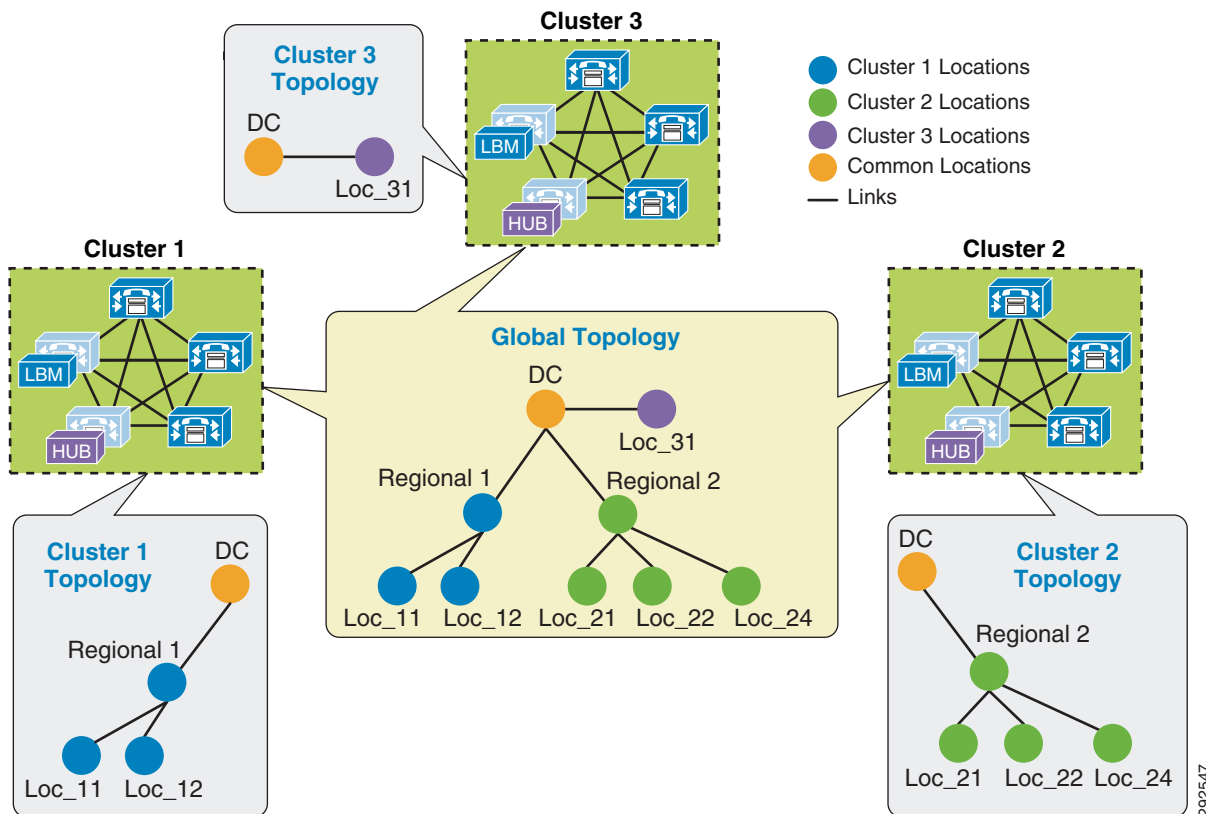 Cluster 3
Cluster 3
Topology
DC
Loc_31
LBM
HUB
Cluster 1 Locations
Cluster 2 Locations
Cluster 3 Locations
Common Locations
Links
Cluster 1
LBM
HUB
Cluster 2
LBM
HUB
Global Topology
DC
Loc_31
Regional 1
Regional 2
Loc_11
Loc_12
Loc_21
Loc_22
Loc_24
Cluster 1
Topology
DC
Regional 1
Loc_11
Loc_12
DC
Cluster 2
Topology
Regional 2
Loc_21
Loc_22
Loc_24
292547